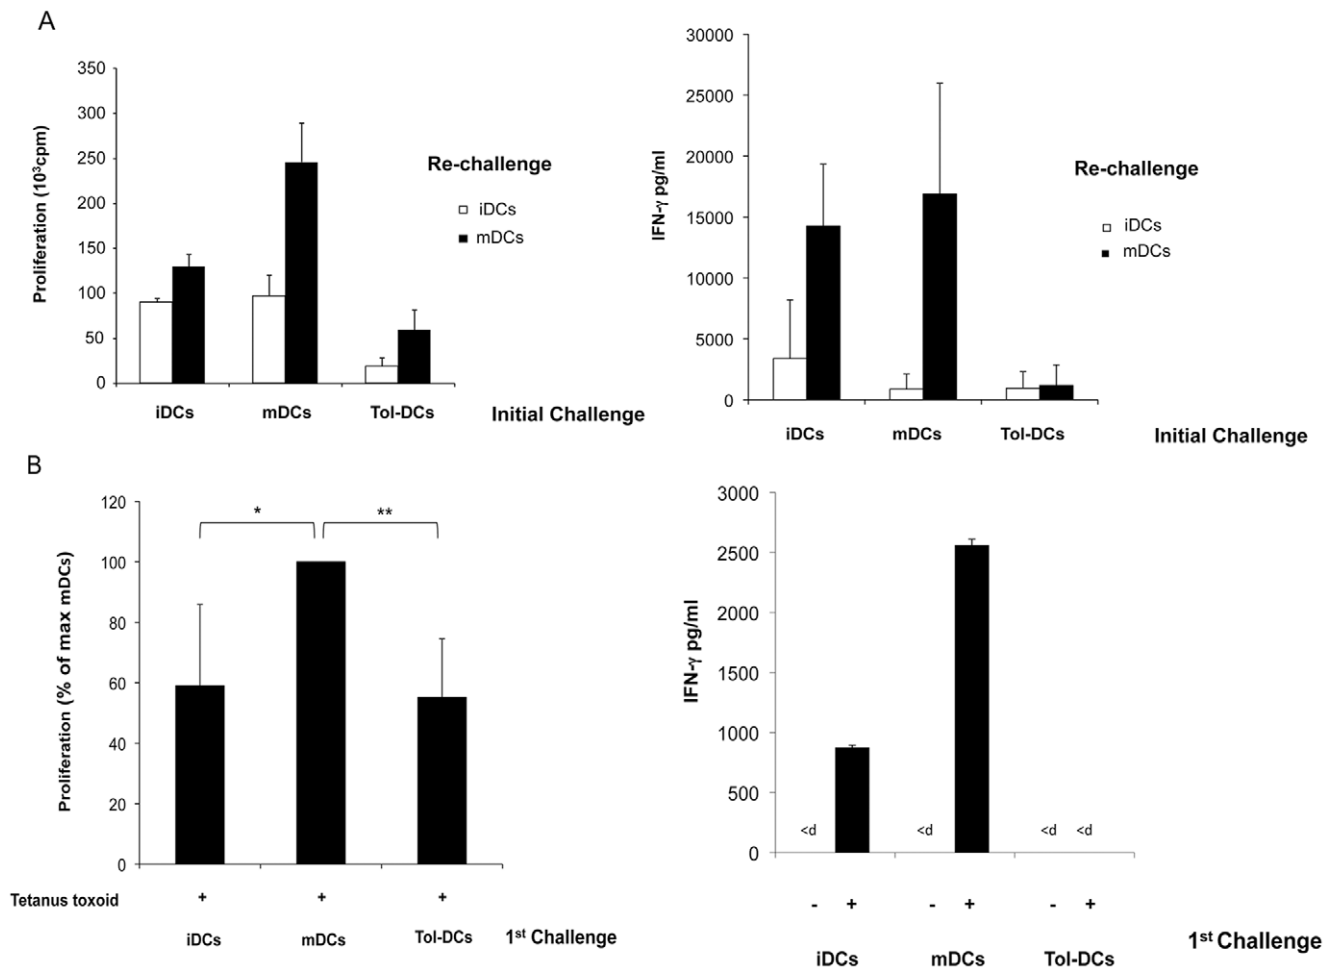 A
350
300
250
200
150
100
50
0
Proliferation (10³cpm)
Re-challenge
iDCs
mDCs
iDCs mDCs Tol-DCs
Initial Challenge
30000
25000
20000
15000
10000
5000
0
IFN-γ pg/ml
Re-challenge
iDCs
mDCs
iDCs mDCs Tol-DCs
Initial Challenge
B
120
100
80
60
40
20
0
Proliferation (% of max mDCs)
* **
Tetanus toxoid + + +
iDCs mDCs Tol-DCs 1st Challenge
3000
2500
2000
1500
1000
500
0
IFN-γ pg/ml
<d <d <d <d
- + - + - +
iDCs mDCs Tol-DCs
1st Challenge